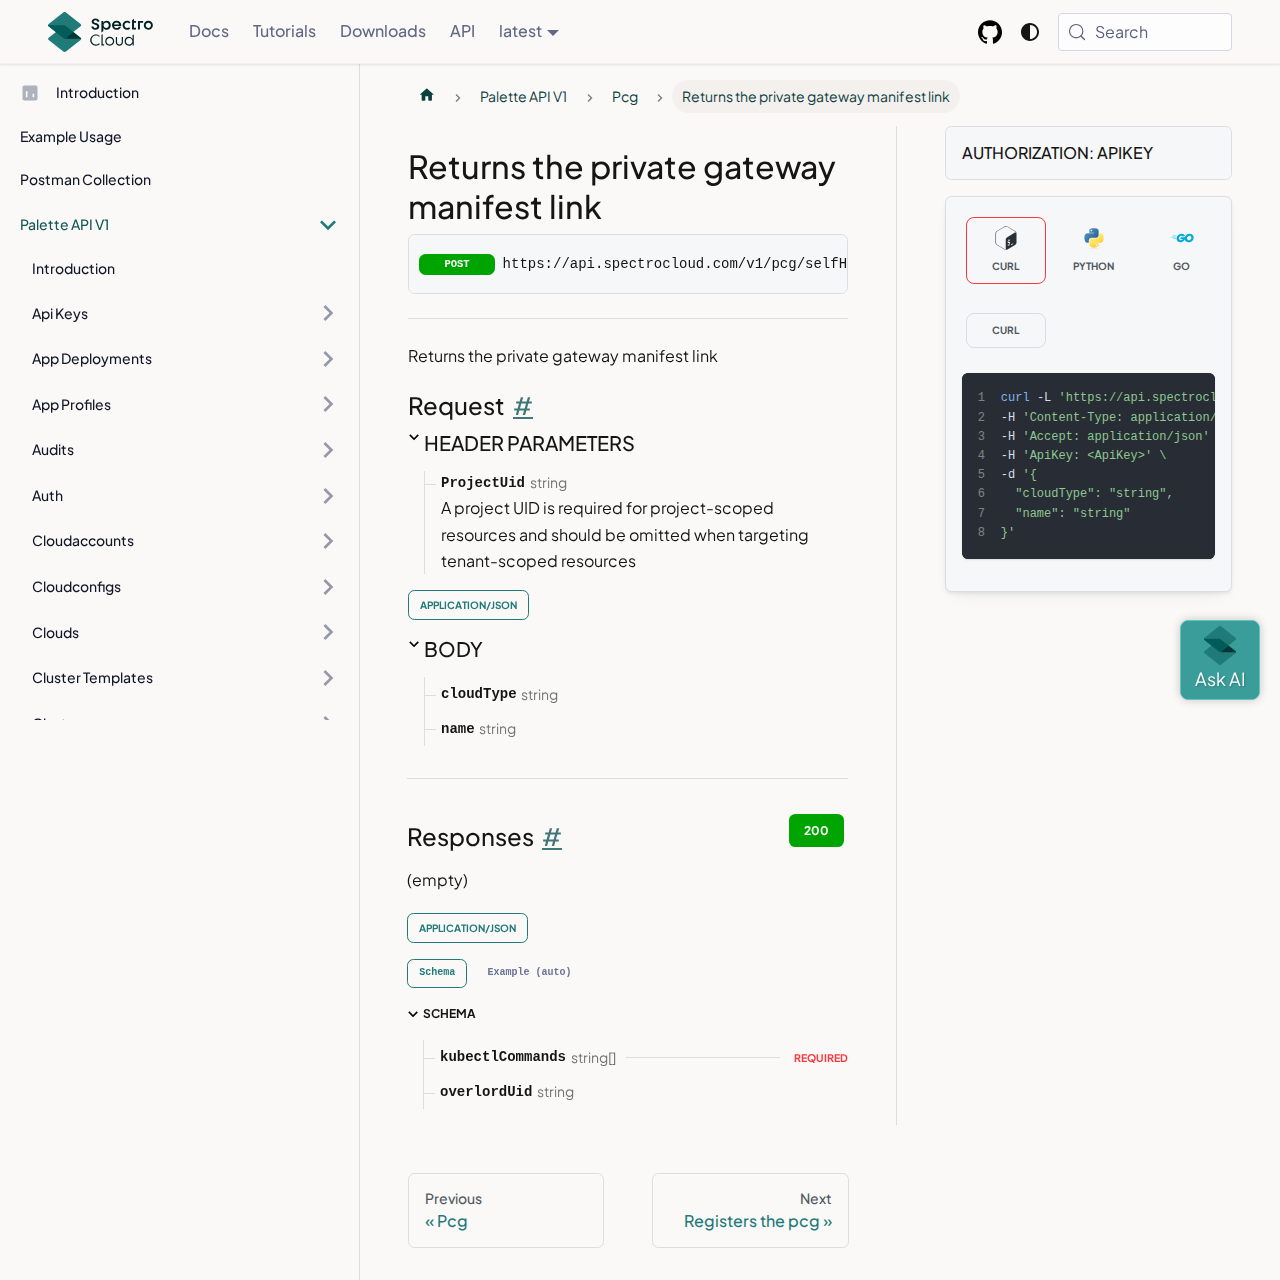 Spectro
Cloud
Docs
Tutorials
Downloads
API
latest
Search
Introduction
Example Usage
Postman Collection
Palette API V1
Introduction
Api Keys
App Deployments
App Profiles
Audits
Auth
Cloudaccounts
Cloudconfigs
Clouds
Cluster Templates
Palette API V1
Pcg
Returns the private gateway manifest link
Returns the private gateway
manifest link
POST
https://api.spectrocloud.com/v1/pcg/selfH
Returns the private gateway manifest link
Request #
HEADER PARAMETERS
ProjectUid string
A project UID is required for project-scoped
resources and should be omitted when targeting
tenant-scoped resources
APPLICATION/JSON
BODY
cloudType string
name string
Responses #
200
(empty)
APPLICATION/JSON
Schema
Example (auto)
SCHEMA
kubectlCommands string[]
REQUIRED
overlordUid string
Previous
« Pcg
Next
Registers the pcg »
AUTHORIZATION: APIKEY
CURL
PYTHON
GO
CURL
1 curl -L 'https://api.spectrocl
2 -H 'Content-Type: application/
3 -H 'Accept: application/json'
4 -H 'ApiKey: <ApiKey>' \
5 -d '{
6 "cloudType": "string",
7 "name": "string"
8 }'
Ask AI